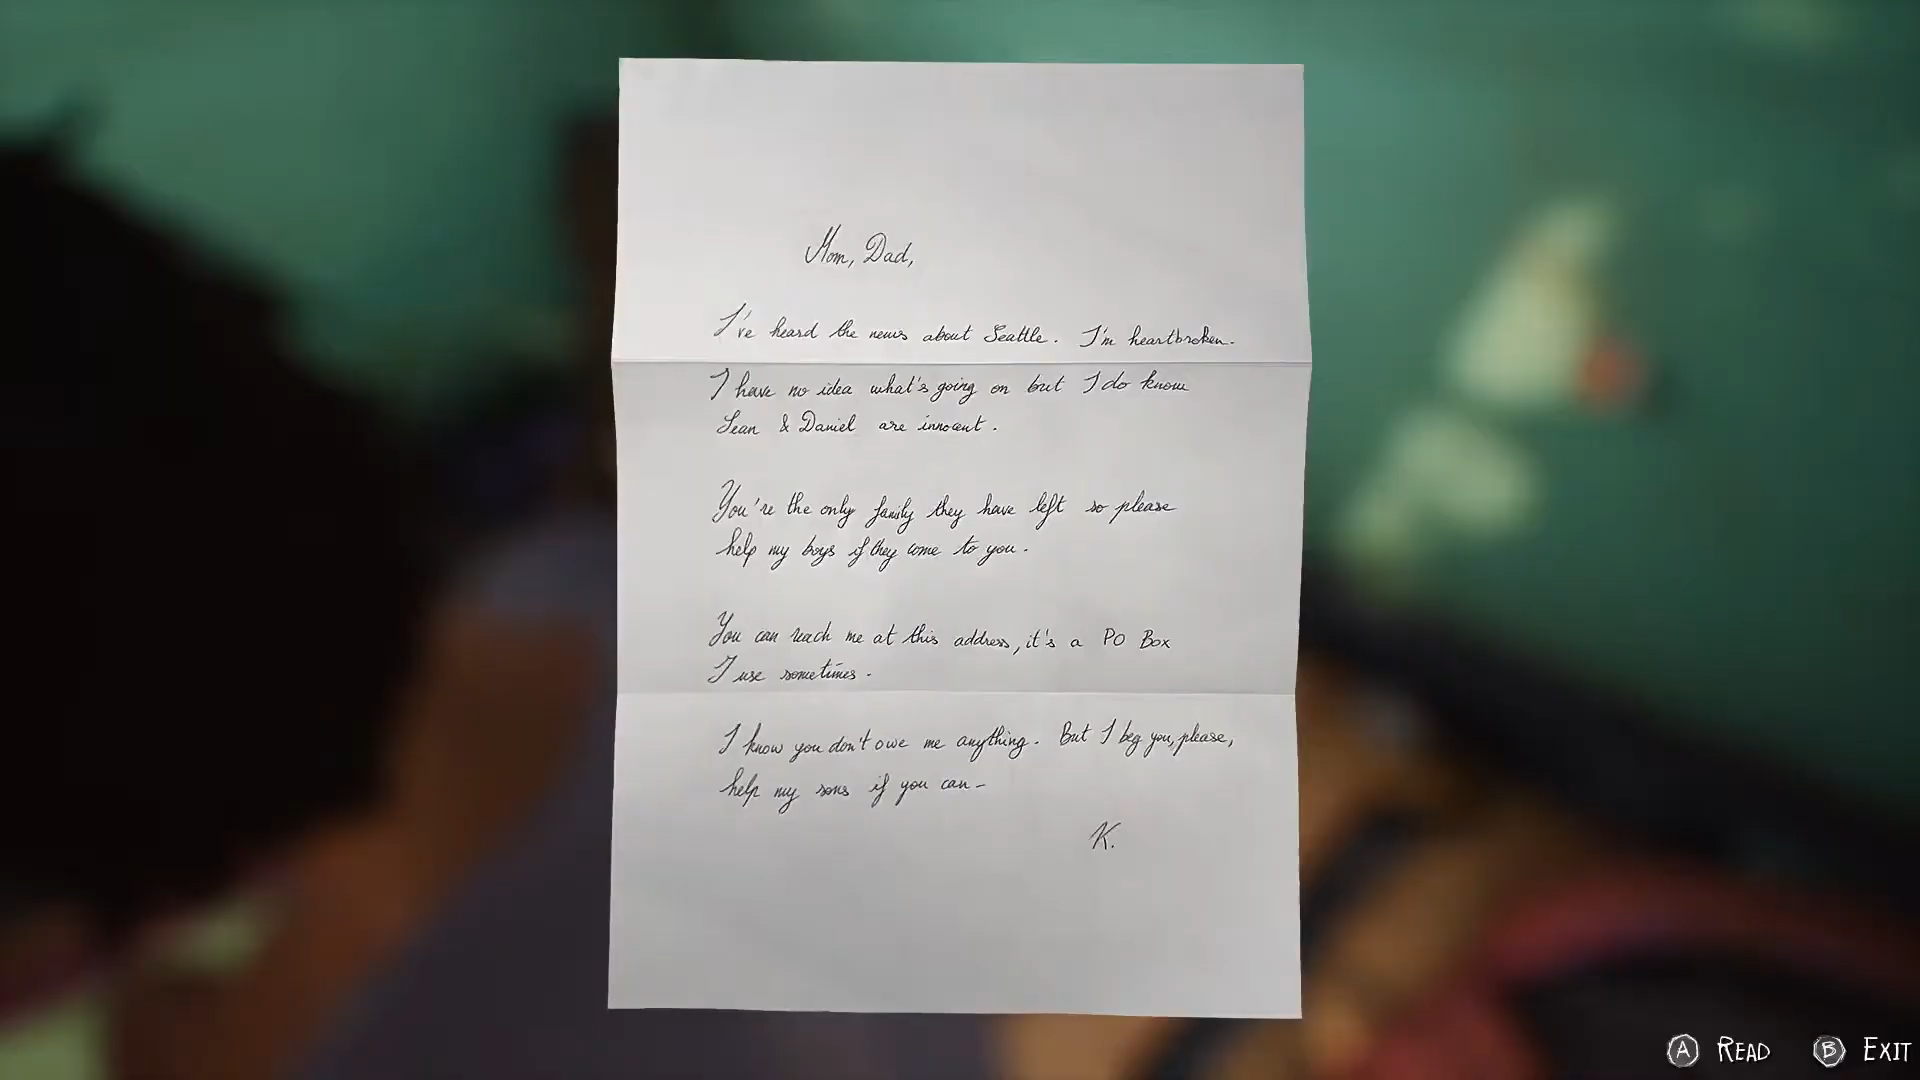 Mom, Dad,
I've heard the news about Seattle. I'm heartbroken.
I have no idea what's going on but I do know
Sean & Daniel are innocent.
You're the only family they have left so please
help my boys if they come to you.
You can reach me at this address, it's a PO Box
I use sometimes.
I know you don't owe me anything. But I beg you, please,
help my sons if you can-
K.
A READ B EXIT